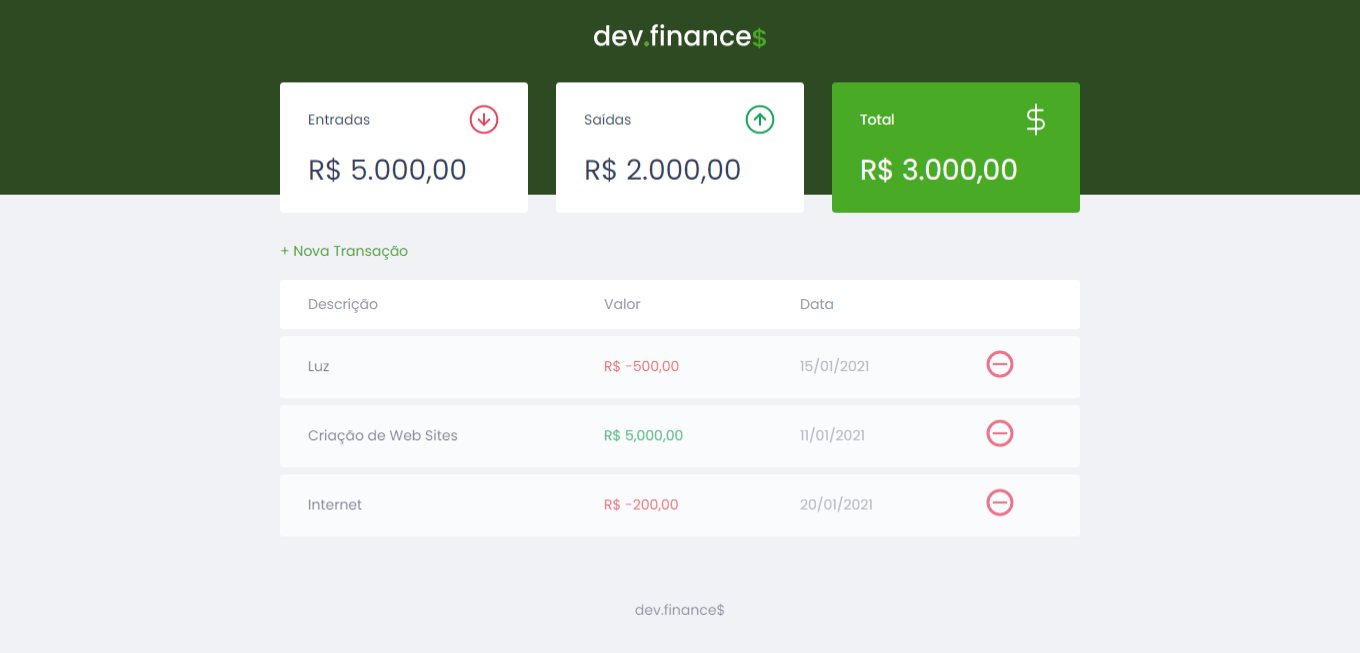 dev.finance$
Entradas
R$ 5.000,00
Saídas
R$ 2.000,00
Total
$
R$ 3.000,00
+ Nova Transação
Descrição Valor Data
Luz R$ -500,00 15/01/2021
Criação de Web Sites R$ 5,000,00 11/01/2021
Internet R$ -200,00 20/01/2021
dev.finance$